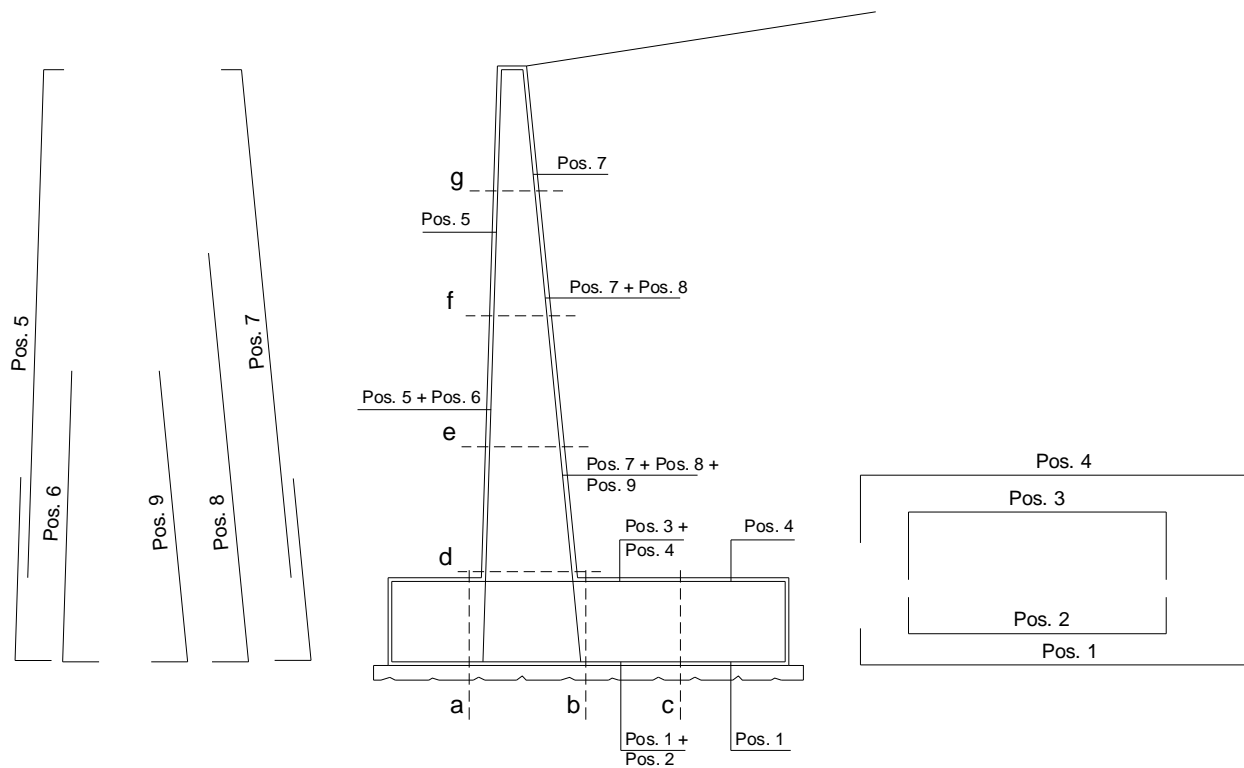 Pos. 7
g
Pos. 5
Pos. 7 + Pos. 8
f
Pos. 5
Pos. 7
Pos. 5 + Pos. 6
e
Pos. 7 + Pos. 8 +
Pos. 9
Pos. 4
Pos. 6
Pos. 9
Pos. 8
Pos. 3
Pos. 3 +
Pos. 4
Pos. 4
d
Pos. 2
Pos. 1
a
b
c
Pos. 1 +
Pos. 2
Pos. 1